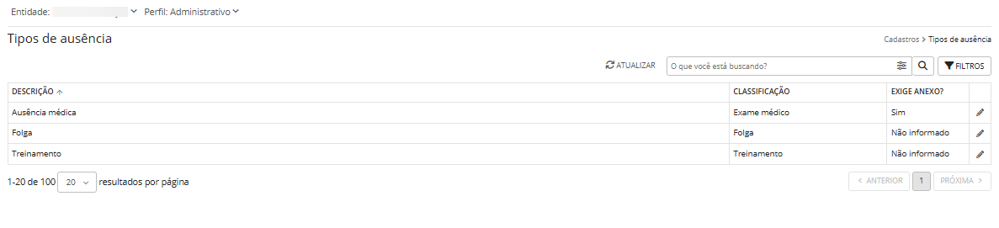 Entidade: Perfil: Administrativo
Tipos de ausência Cadastros > Tipos de ausência
ATUALIZAR O que você está buscando? FILTROS
DESCRIÇÃO CLASSIFICAÇÃO EXIGE ANEXO?
Ausência médica Exame médico Sim
Folga Folga Não informado
Treinamento Treinamento Não informado
1-20 de 100 20 resultados por página < ANTERIOR 1 PRÓXIMA >